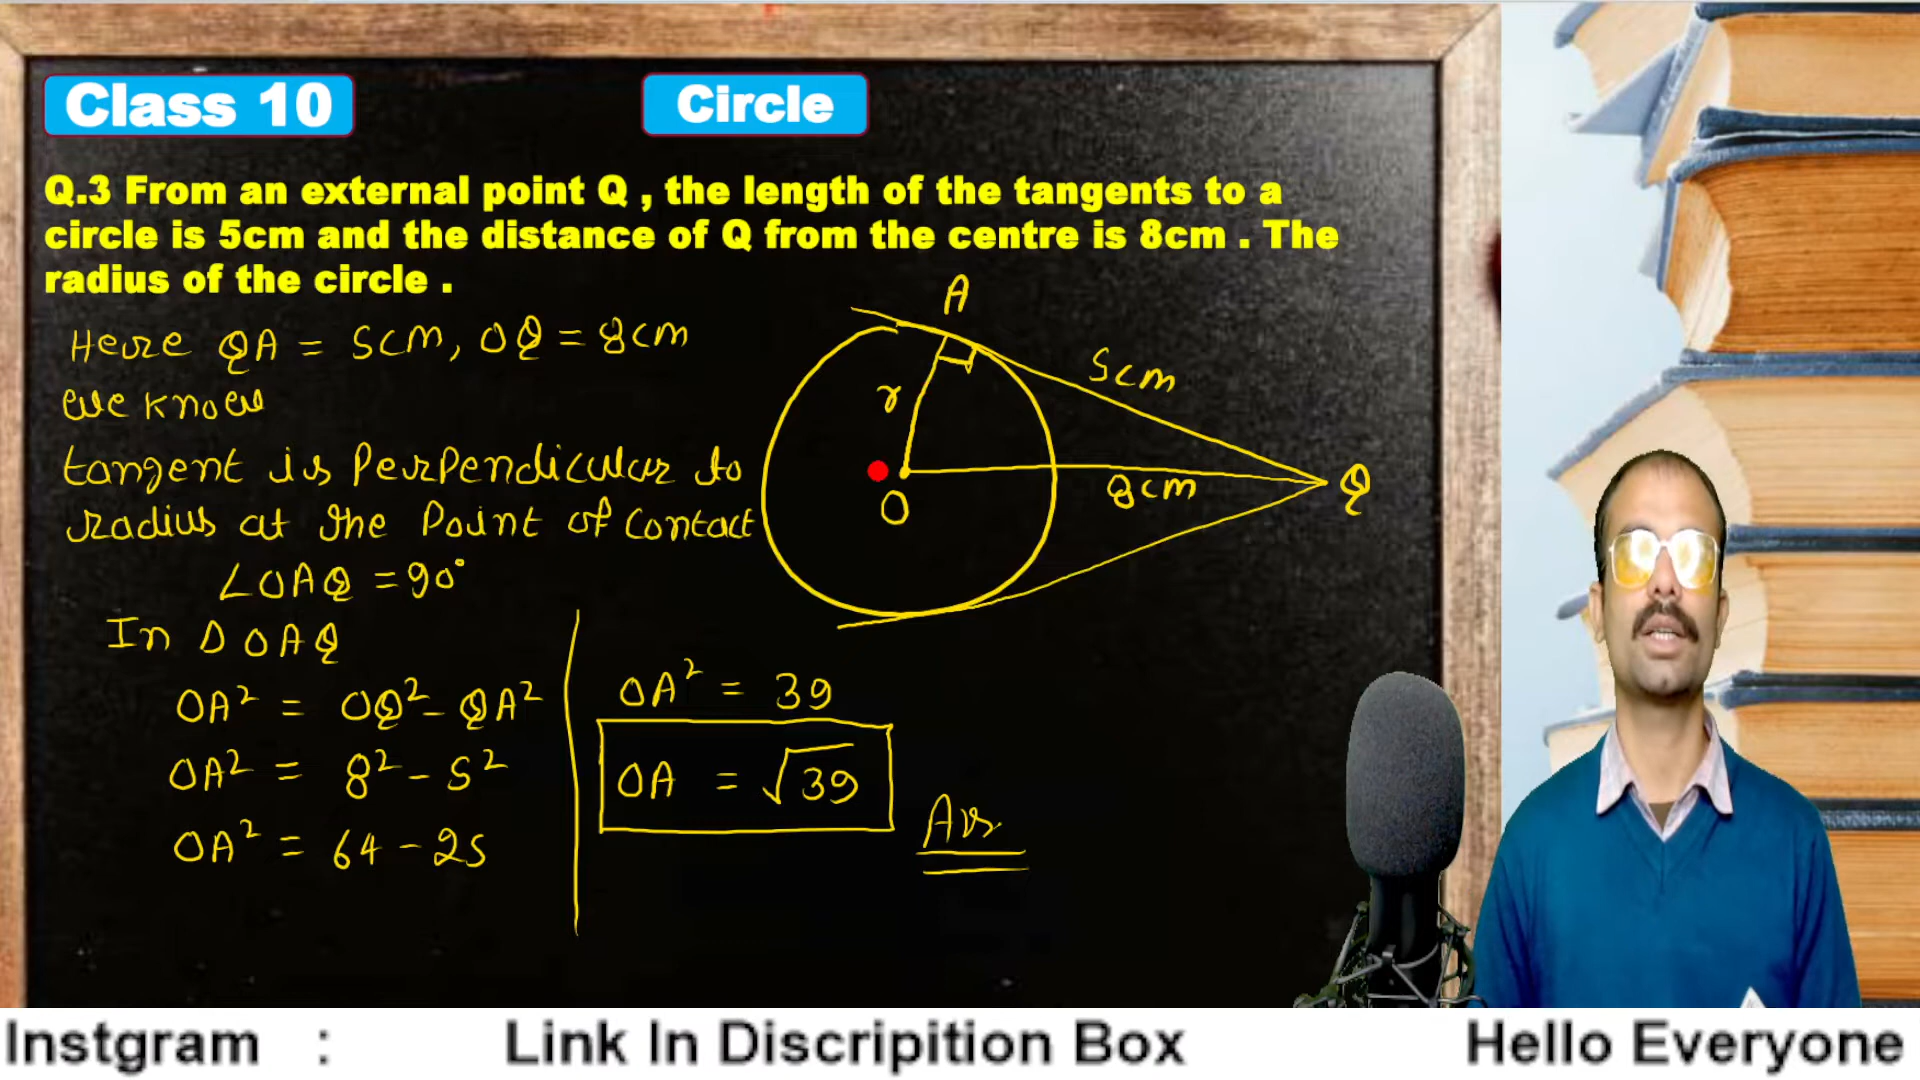 Class 10
Circle
Q.3 From an external point Q , the length of the tangents to a
circle is 5cm and the distance of Q from the centre is 8cm . The
radius of the circle .
Here QA = 5cm, OQ = 8cm
we know
tangent is perpendicular to
radius at the point of contact
∠OAQ = 90°
In Δ OAQ
OA² = OQ² - QA²
OA² = 8² - 5²
OA² = 64 - 25
OA² = 39
OA = √39
Ans
A
5cm
r
O
8cm
Q
Instgram : Link In Discripition Box Hello Everyone